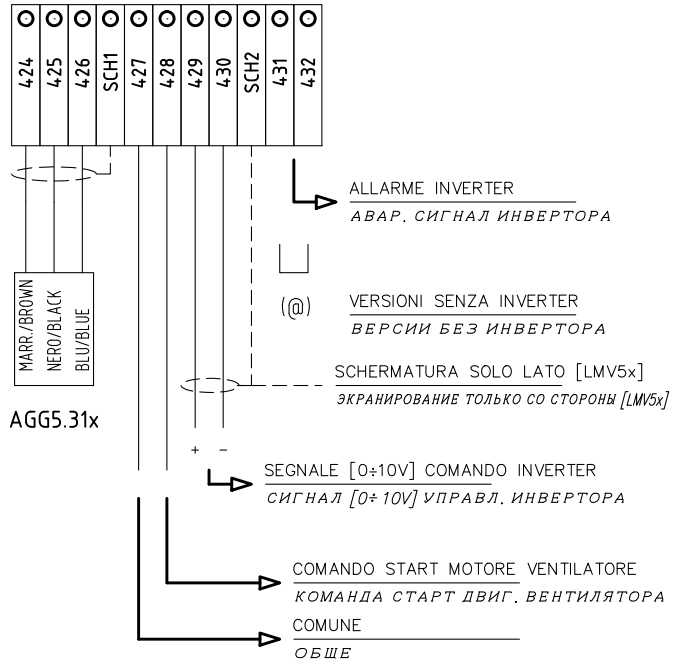 424 425 426 SCH1 427 428 429 430 SCH2 431 432
ALLARME INVERTER
АВАР. СИГНАЛ ИНВЕРТОРА
MARR./BROWN
NERO/BLACK
BLU/BLUE
(@)
VERSIONI SENZA INVERTER
ВЕРСИИ БЕЗ ИНВЕРТОРА
SCHERMATURA SOLO LATO [LMV5x]
ЭКРАНИРОВАНИЕ ТОЛЬКО СО СТОРОНЫ [LMV5x]
AGG5.31x
+ −
SEGNALE [0÷10V] COMANDO INVERTER
СИГНАЛ [0÷10V] УПРАВЛ. ИНВЕРТОРА
COMANDO START MOTORE VENTILATORE
КОМАНДА СТАРТ ДВИГ. ВЕНТИЛЯТОРА
COMUNE
ОБЩЕ